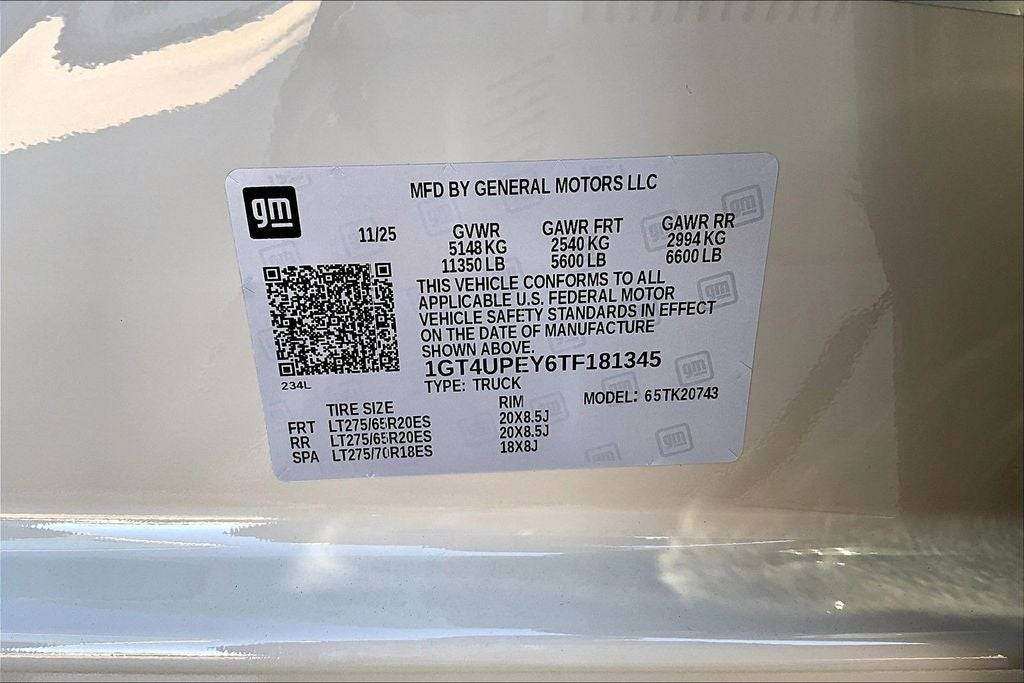 gm
MFD BY GENERAL MOTORS LLC
11/25
GVWR GAWR FRT GAWR RR
5148 KG 2540 KG 2994 KG
11350 LB 5600 LB 6600 LB
THIS VEHICLE CONFORMS TO ALL
APPLICABLE U.S. FEDERAL MOTOR
VEHICLE SAFETY STANDARDS IN EFFECT
ON THE DATE OF MANUFACTURE
SHOWN ABOVE.
1GT4UPEY6TF181345
234L
TYPE: TRUCK
MODEL: 65TK20743
TIRE SIZE RIM
FRT LT275/65R20ES 20X8.5J
RR LT275/65R20ES 20X8.5J
SPA LT275/70R18ES 18X8J